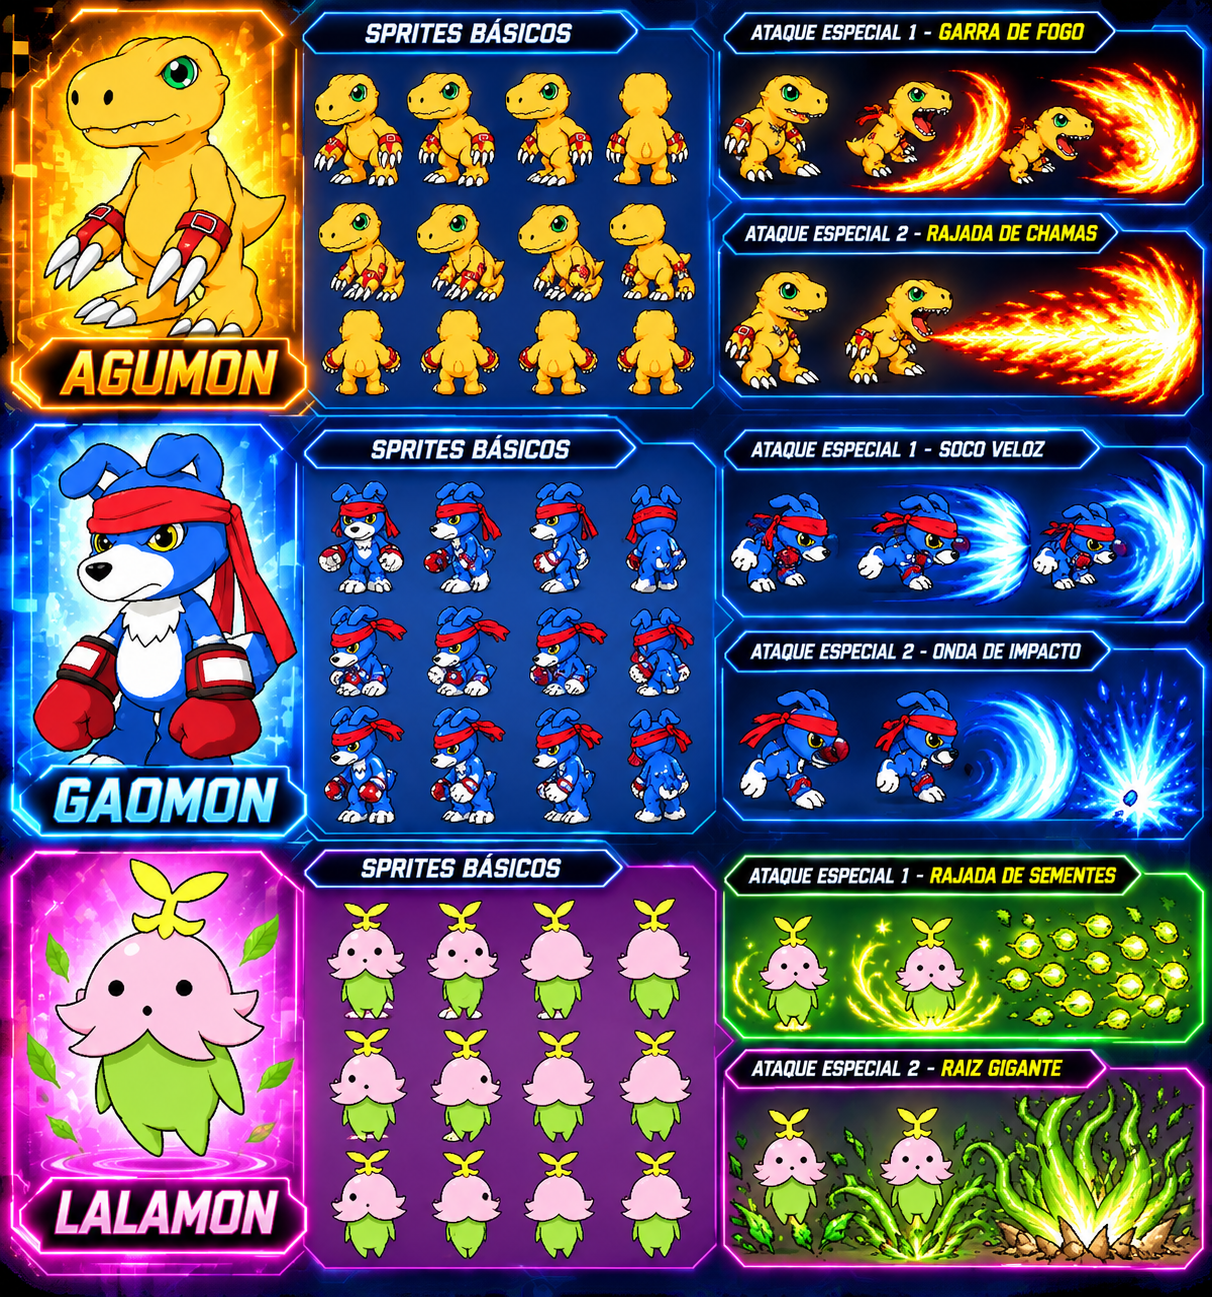 SPRITES BÁSICOS
ATAQUE ESPECIAL 1 - GARRA DE FOGO
ATAQUE ESPECIAL 2 - RAJADA DE CHAMAS
AGUMON
SPRITES BÁSICOS
ATAQUE ESPECIAL 1 - SOCO VELOZ
ATAQUE ESPECIAL 2 - ONDA DE IMPACTO
GAOMON
SPRITES BÁSICOS
ATAQUE ESPECIAL 1 - RAJADA DE SEMENTES
ATAQUE ESPECIAL 2 - RAIZ GIGANTE
LALAMON